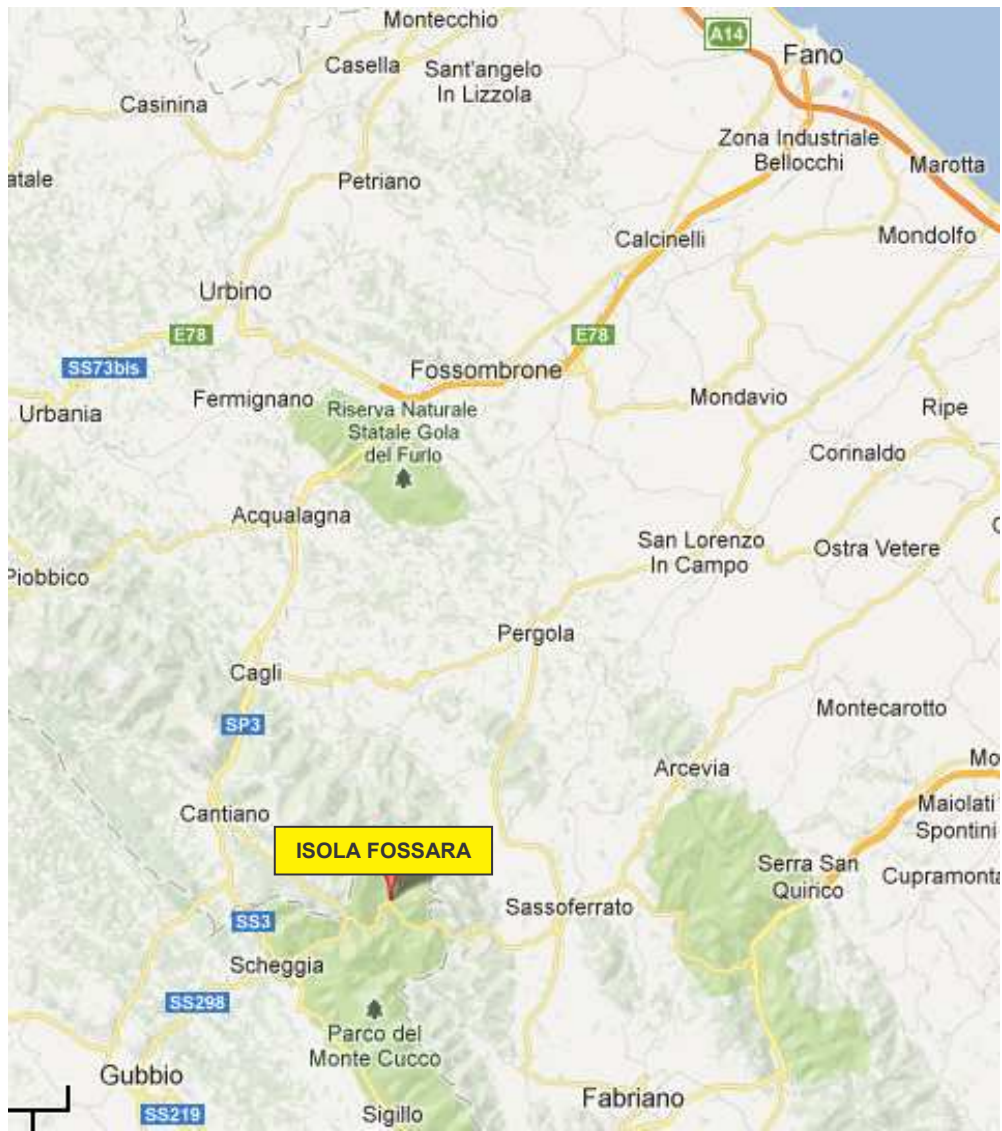 Montecchio
A14
Fano
Casella
Sant'angelo
In Lizzola
Casinina
Zona Industriale
Bellocchi
Marotta
atale
Petriano
Calcinelli
Mondolfo
Urbino
E78
E78
SS73bis
Fossombrone
Urbania
Fermignano
Riserva Naturale
Statale Gola
del Furlo
Mondavio
Ripe
Corinaldo
Acqualagna
San Lorenzo
In Campo
Ostra Vetere
Piobbico
Pergola
Cagli
SP3
Montecarotto
Arcevia
Mo
Cantiano
Maiolati
Spontini
ISOLA FOSSARA
Serra San
Quirico
Cupramonta
Sassoferrato
SS3
Scheggia
SS298
Parco del
Monte Cucco
Gubbio
Fabriano
SS219
Sigillo